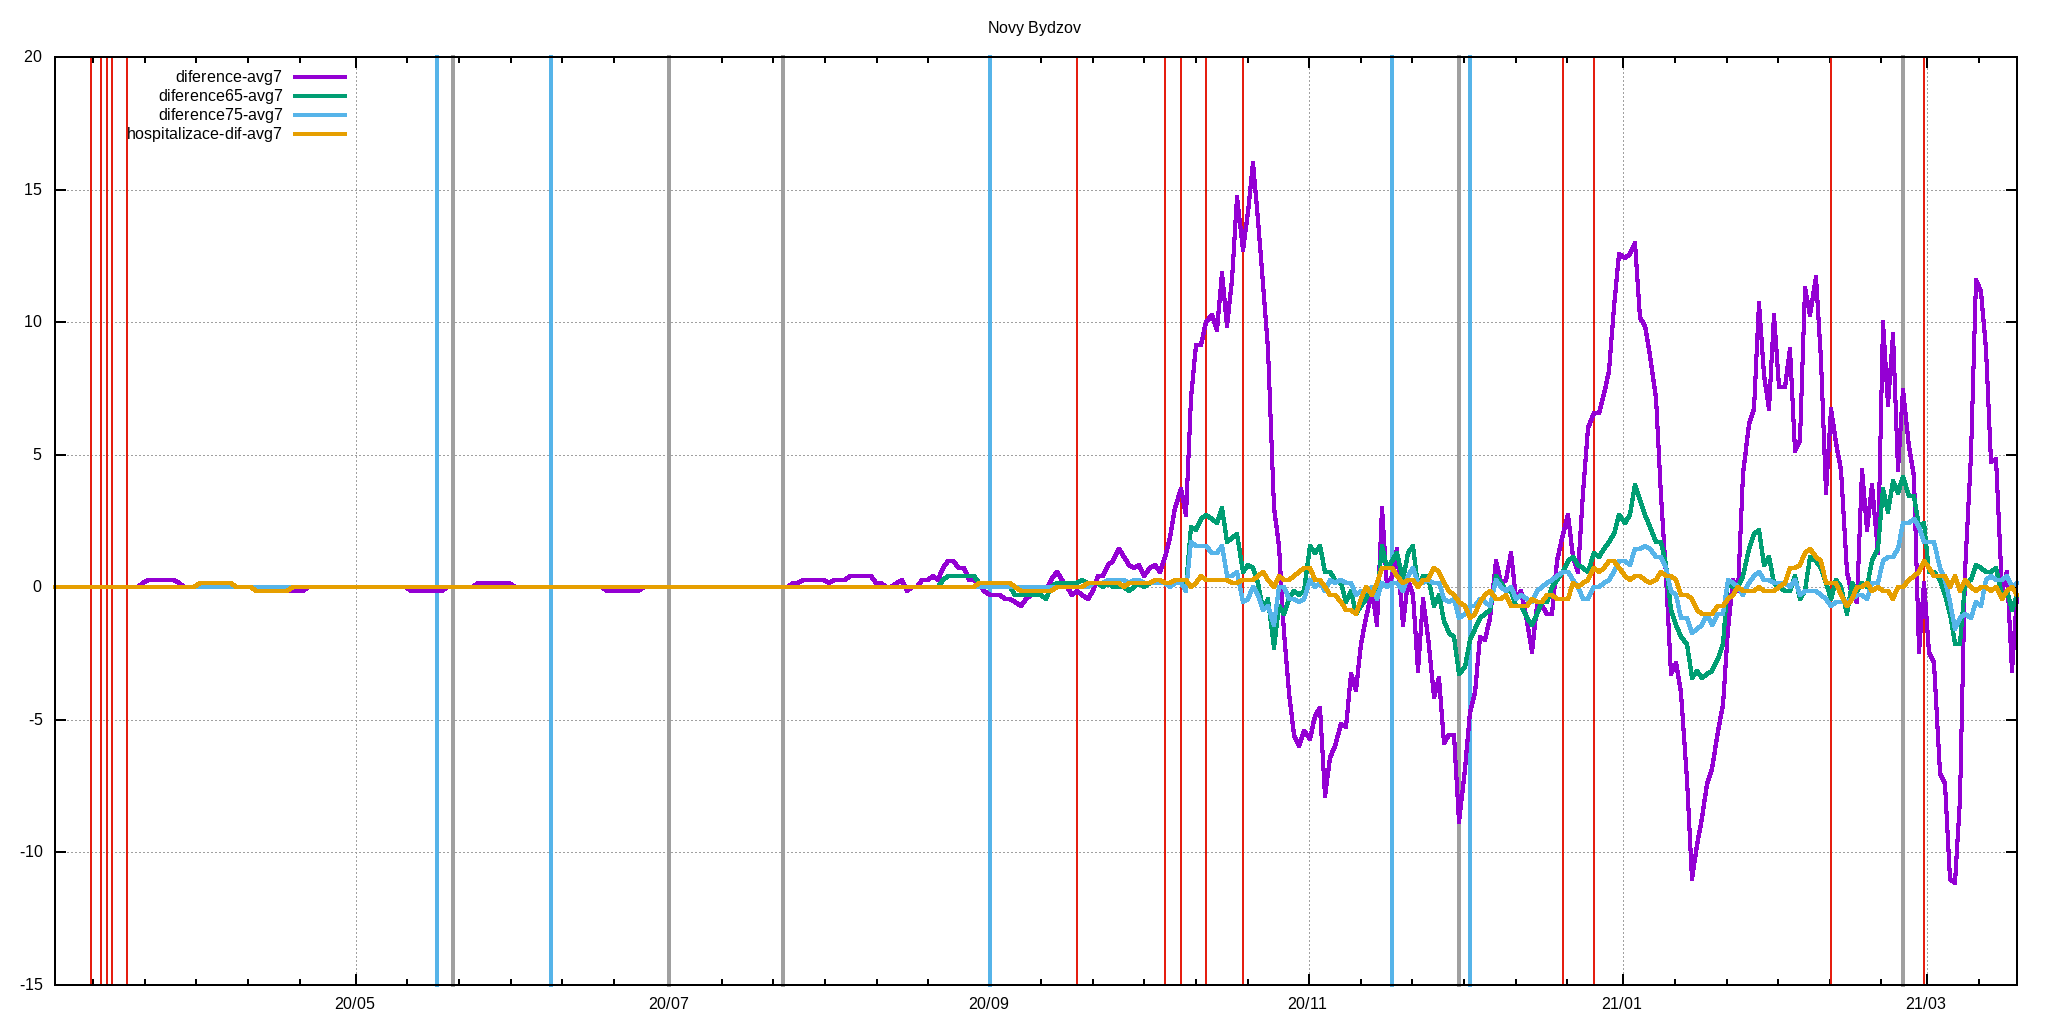 Novy Bydzov
20
diference-avg7
diference65-avg7
diference75-avg7
hospitalizace-dif-avg7
15
10
5
0
-5
-10
-15
20/05 20/07 20/09 20/11 21/01 21/03